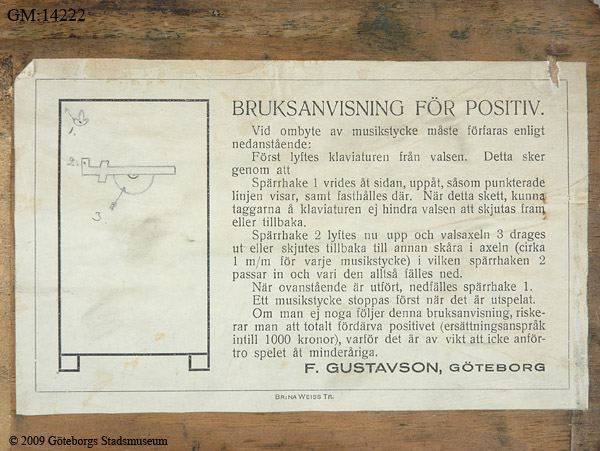 GM:14222
BRUKSANVISNING FÖR POSITIV.
Vid ombyte av musikstycke måste förfaras enligt
nedanstående:
Först lyftes klaviaturen från valsen. Detta sker
genom att
Spärrhake 1 vrides åt sidan, uppåt, såsom punkterade
linjen visar, samt fasthålles där. När detta skett, kunna
taggarna å klaviaturen ej hindra valsen att skjutas fram
eller tillbaka.
Spärrhake 2 lyftes nu upp och valsaxeln 3 drages
ut eller skjutes tillbaka till annan skåra i axeln (cirka
1 m/m för varje musikstycke) i vilken spärrhaken 2
passar in och vari den alltså fälles ned.
När ovanstående är utfört, nedfälles spärrhake 1.
Ett musikstycke stoppas först när det är utspelat.
Om man ej noga följer denna bruksanvisning, riske-
rar man att totalt fördärva positivet (ersättningsanspråk
intill 1000 kronor), varför det är av vikt att icke anför-
tro spelet åt minderåriga.
F. GUSTAVSON, GÖTEBORG
1.
2.
3.
BR:NA WEISS TR.
© 2009 Göteborgs Stadsmuseum